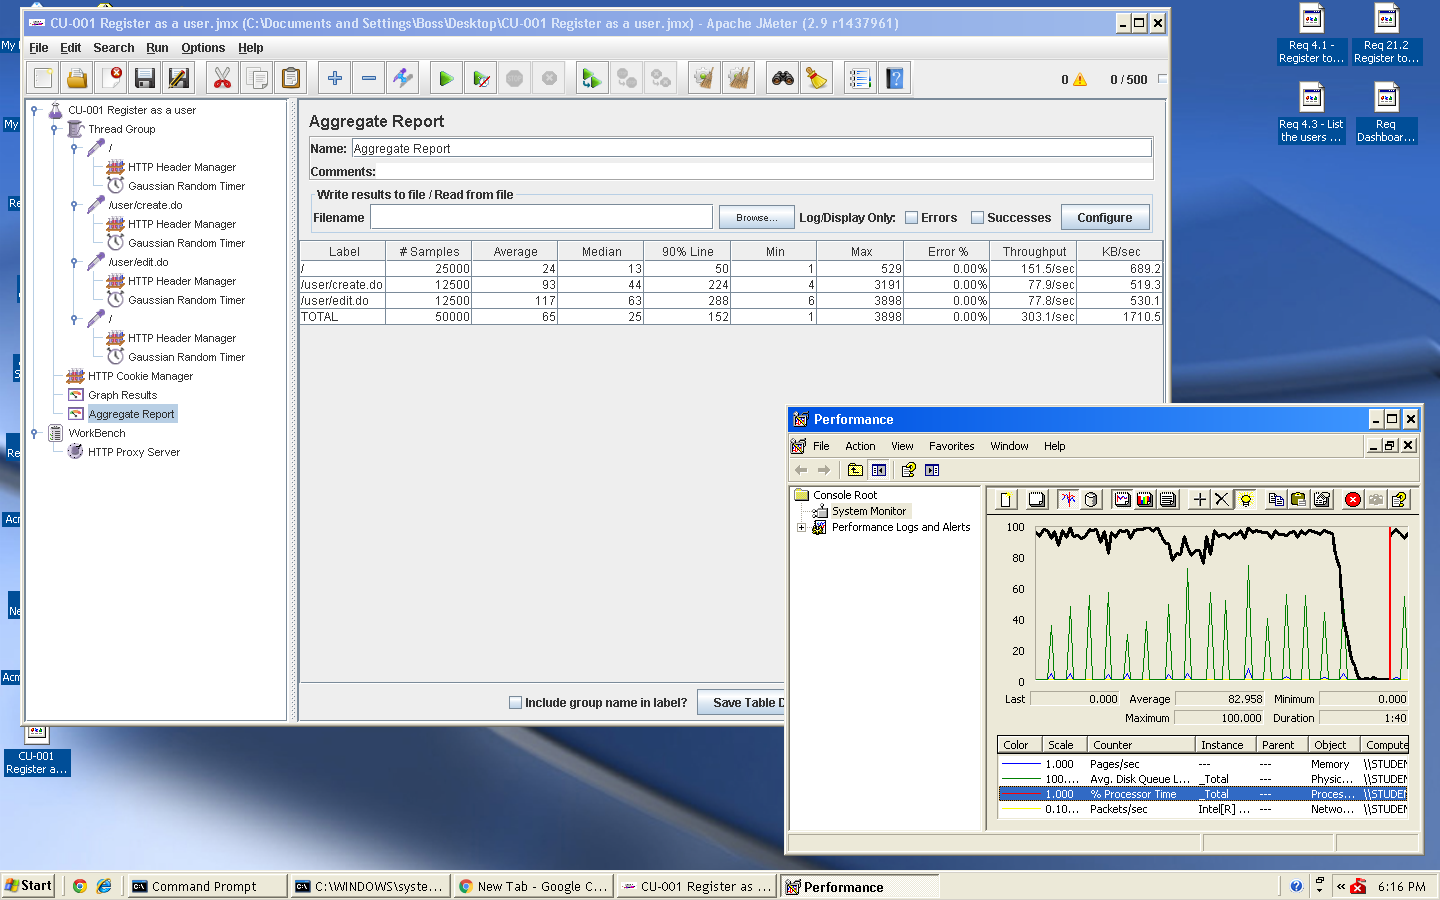 CU-001 Register as a user.jmx (C:\Documents and Settings\Boss\Desktop\CU-001 Register as a user.jmx) - Apache JMeter (2.9 r1437961)
File Edit Search Run Options Help
0 0 / 500
CU-001 Register as a user
Thread Group
/
HTTP Header Manager
Gaussian Random Timer
/user/create.do
HTTP Header Manager
Gaussian Random Timer
/user/edit.do
HTTP Header Manager
Gaussian Random Timer
/
HTTP Header Manager
Gaussian Random Timer
HTTP Cookie Manager
Graph Results
Aggregate Report
WorkBench
HTTP Proxy Server
Aggregate Report
Name: Aggregate Report
Comments:
Write results to file / Read from file
Filename Browse... Log/Display Only: Errors Successes Configure
Label # Samples Average Median 90% Line Min Max Error % Throughput KB/sec
/ 25000 24 13 50 1 529 0.00% 151.5/sec 689.2
/user/create.do 12500 93 44 224 4 3191 0.00% 77.9/sec 519.3
/user/edit.do 12500 117 63 288 6 3898 0.00% 77.8/sec 530.1
TOTAL 50000 65 25 152 1 3898 0.00% 303.1/sec 1710.5
Include group name in label? Save Table D
Req 4.1 - Register to...
Req 21.2 Register to...
Req 4.3 - List the users ...
Req Dashboar...
My
My
Re
Re
Acr
Ne
Acr
CU-001
Register a...
Performance
File Action View Favorites Window Help
Console Root
System Monitor
Performance Logs and Alerts
100
80
60
40
20
0
Last 0.000 Average 82.958 Minimum 0.000
Maximum 100.000 Duration 1:40
Color Scale Counter Instance Parent Object Compute
1.000 Pages/sec --- --- Memory \\STUDEN
100.... Avg. Disk Queue L... _Total --- Physic... \\STUDEN
1.000 % Processor Time _Total --- Proces... \\STUDEN
0.10... Packets/sec Intel[R] ... --- Netwo... \\STUDEN
Start Command Prompt C:\WINDOWS\syste... New Tab - Google C... CU-001 Register as ... Performance 6:16 PM